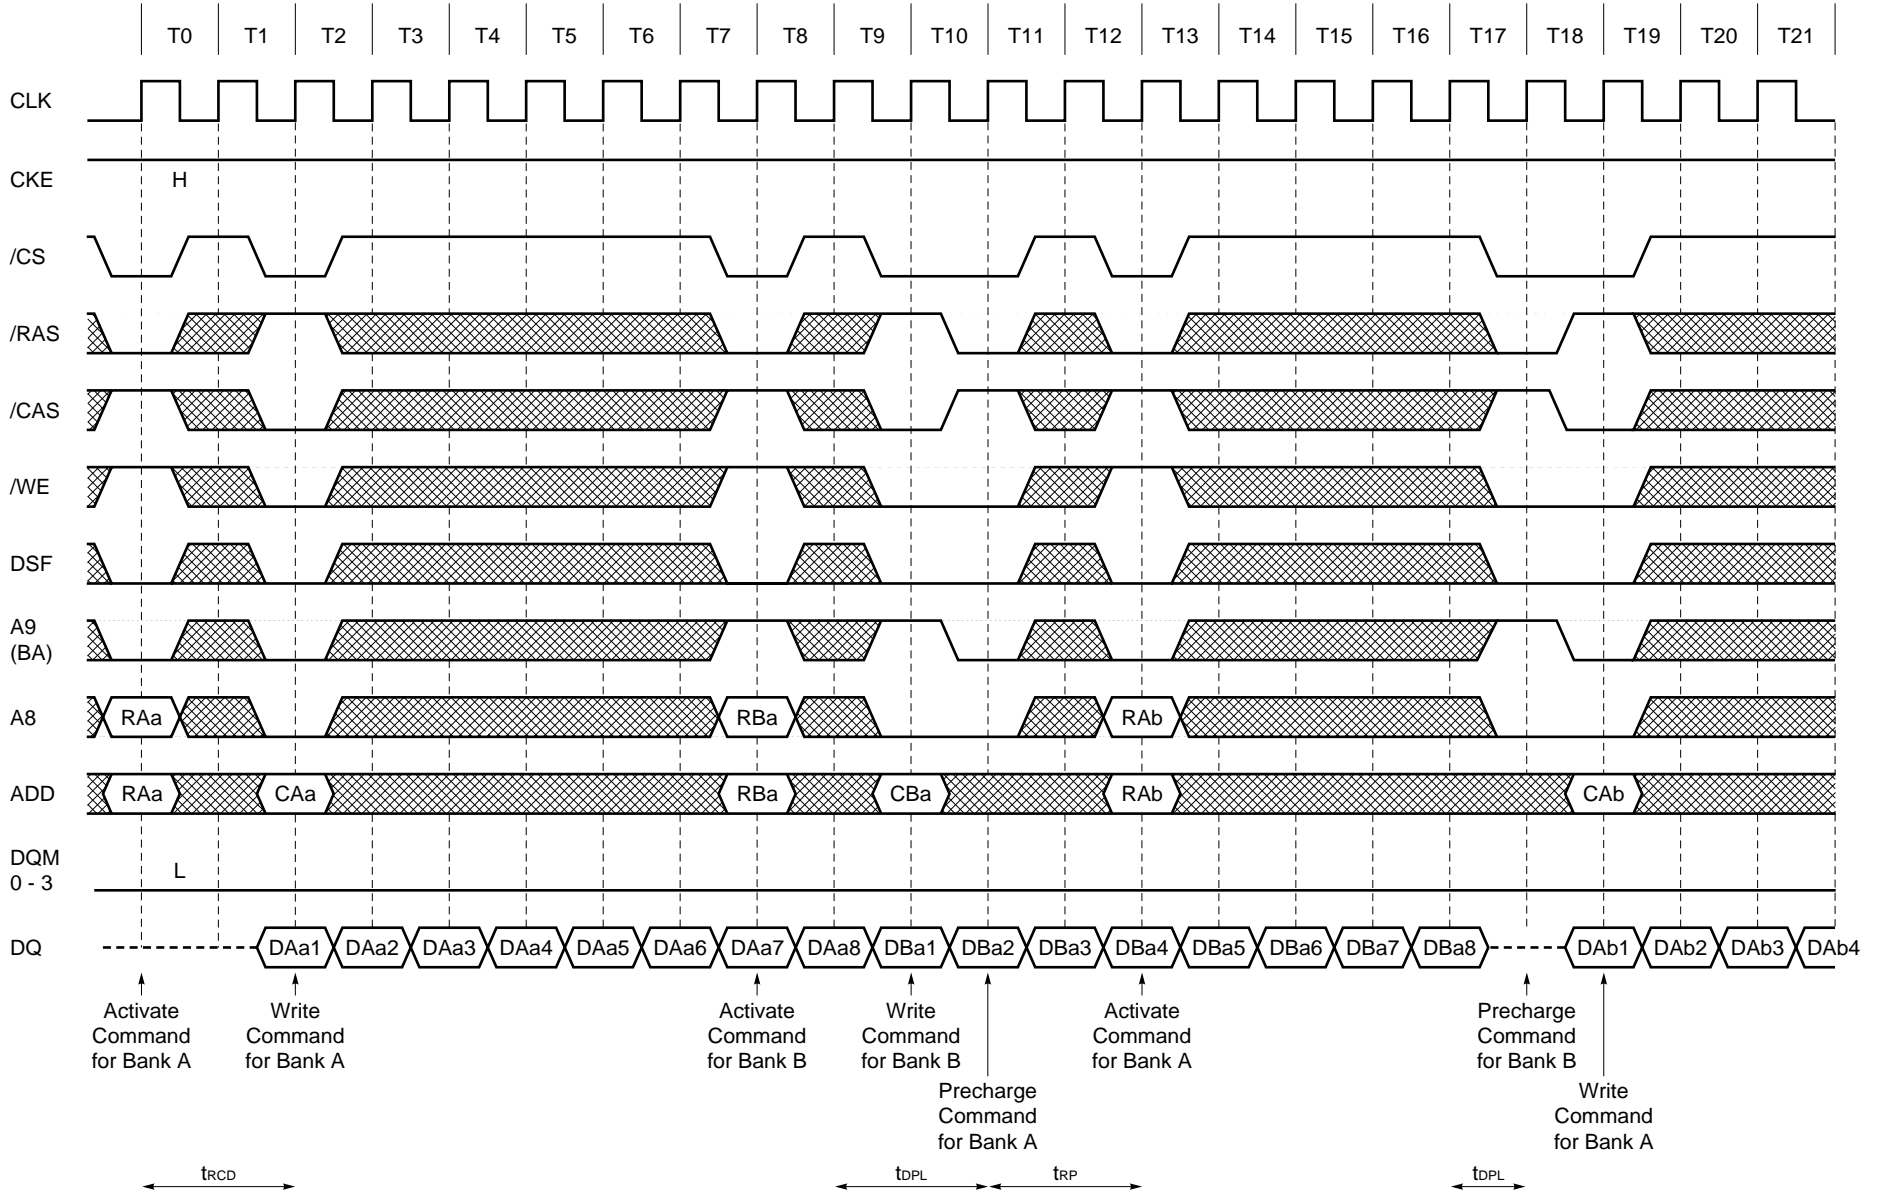 T0 T1 T2 T3 T4 T5 T6 T7 T8 T9 T10 T11 T12 T13 T14 T15 T16 T17 T18 T19 T20 T21
CLK
CKE H
/CS
/RAS
/CAS
/WE
DSF
A9
(BA)
A8 RAa RBa RAb
ADD RAa CAa RBa CBa RAb CAb
DQM
0 - 3
L
DQ DAa1 DAa2 DAa3 DAa4 DAa5 DAa6 DAa7 DAa8 DBa1 DBa2 DBa3 DBa4 DBa5 DBa6 DBa7 DBa8 DAb1 DAb2 DAb3 DAb4
Activate
Command
for Bank A
Write
Command
for Bank A
Activate
Command
for Bank B
Write
Command
for Bank B
Precharge
Command
for Bank A
Activate
Command
for Bank A
Precharge
Command
for Bank B
Write
Command
for Bank A
tRCD tDPL tRP tDPL